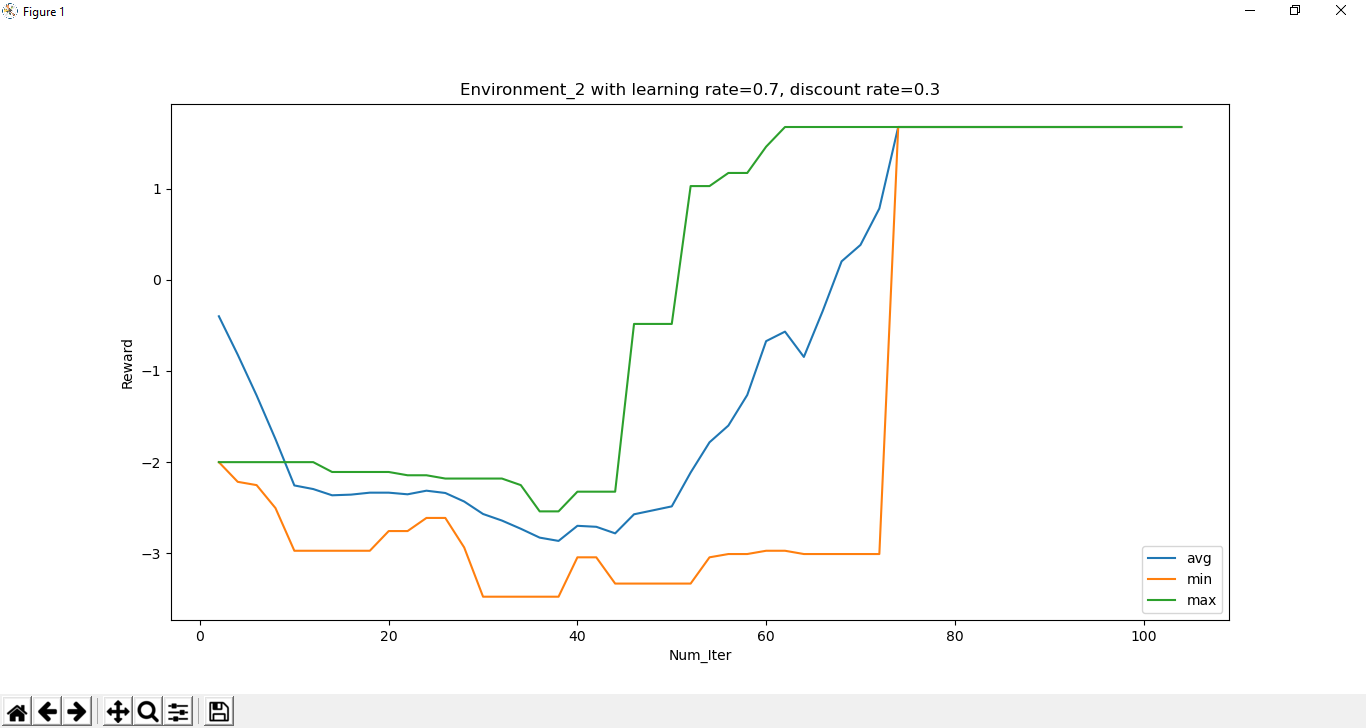 Figure 1
Environment_2 with learning rate=0.7, discount rate=0.3
1
0
−1
−2
−3
Reward
0 20 40 60 80 100
Num_Iter
avg
min
max